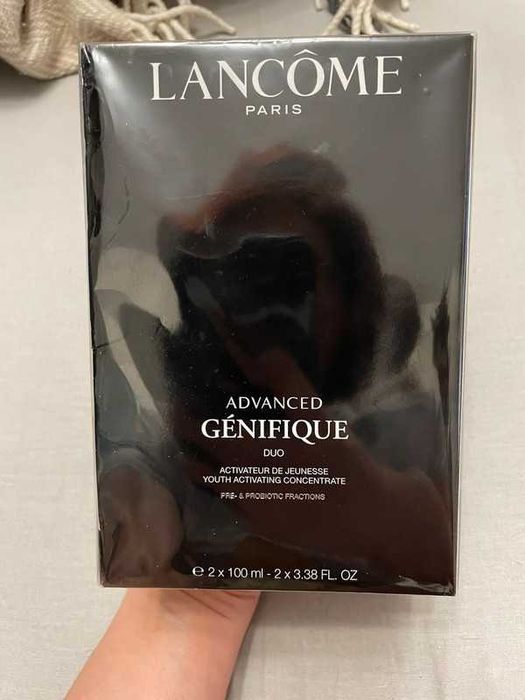 LANCÔME
PARIS
ADVANCED
GÉNIFIQUE
DUO
ACTIVATEUR DE JEUNESSE
YOUTH ACTIVATING CONCENTRATE
PRE- & PROBIOTIC FRACTIONS
℮ 2 x 100 ml - 2 x 3.38 FL. OZ